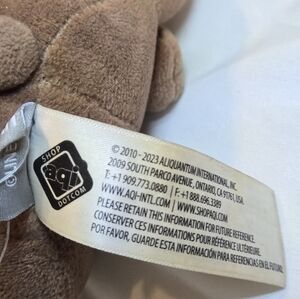 SHOP
aqi
DOTCOM
© 2010 - 2023 ALIQUANTUM INTERNATIONAL, INC.
2009 SOUTH PARCO AVENUE, ONTARIO, CA 91761, USA
T: +1 909.773.0880 | F: +1 888.696.3389
WWW.AQI-INTL.COM | WWW.SHOPAQI.COM
PLEASE RETAIN THIS INFORMATION FOR FUTURE REFERENCE.
CONSERVER CES INFORMATIONS POUR RÉFÉRENCE ULTÉRIEURE.
POR FAVOR, GUARDE ESTA INFORMACIÓN PARA REFERENCIAS EN EL FUTURO